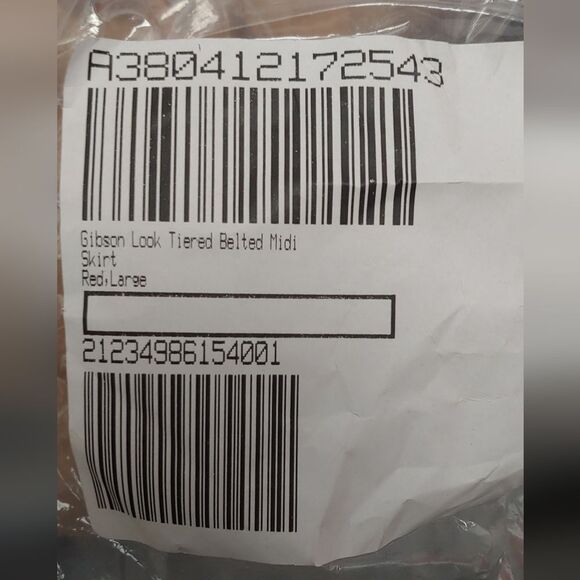 A380412172543
Gibson Look Tiered Belted Midi
Skirt
Red,Large
21234986154001